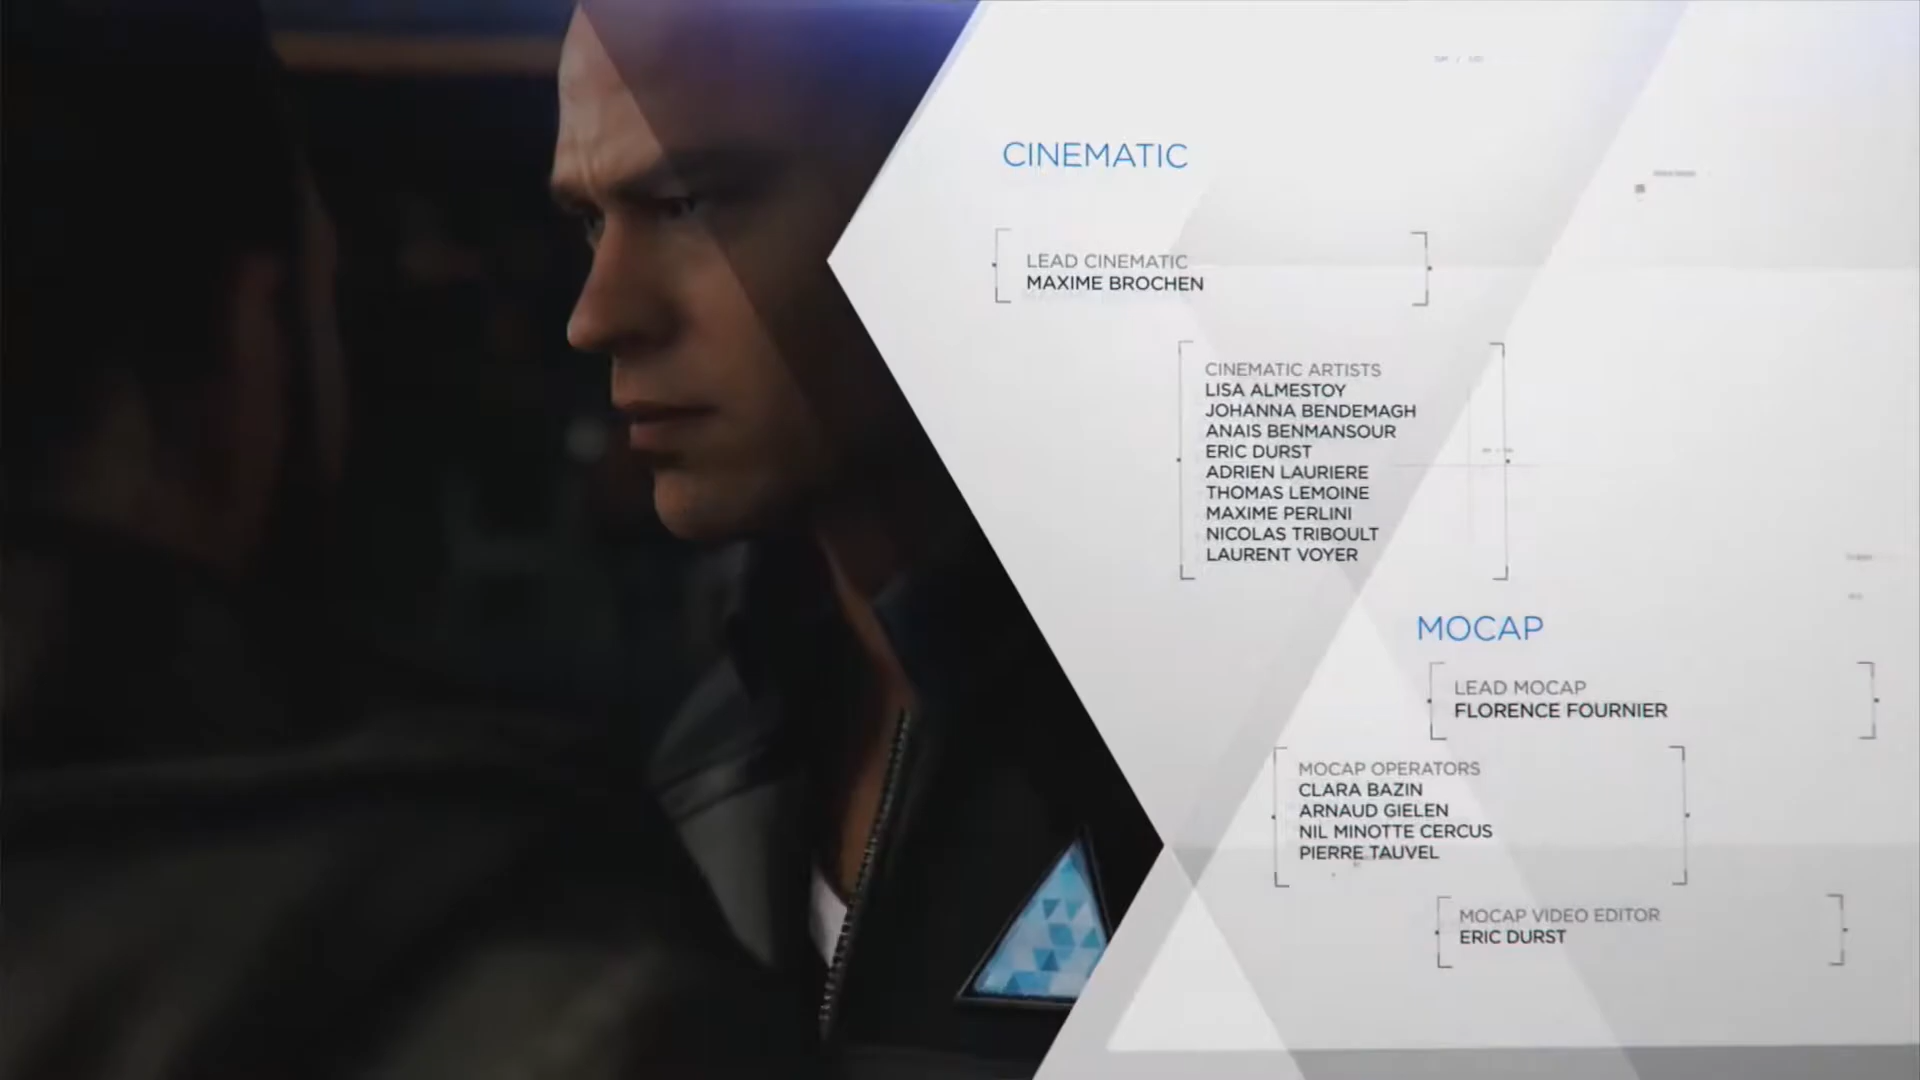 CINEMATIC
LEAD CINEMATIC
MAXIME BROCHEN
CINEMATIC ARTISTS
LISA ALMESTOY
JOHANNA BENDEMAGH
ANAIS BENMANSOUR
ERIC DURST
ADRIEN LAURIERE
THOMAS LEMOINE
MAXIME PERLINI
NICOLAS TRIBOULT
LAURENT VOYER
MOCAP
LEAD MOCAP
FLORENCE FOURNIER
MOCAP OPERATORS
CLARA BAZIN
ARNAUD GIELEN
NIL MINOTTE CERCUS
PIERRE TAUVEL
MOCAP VIDEO EDITOR
ERIC DURST